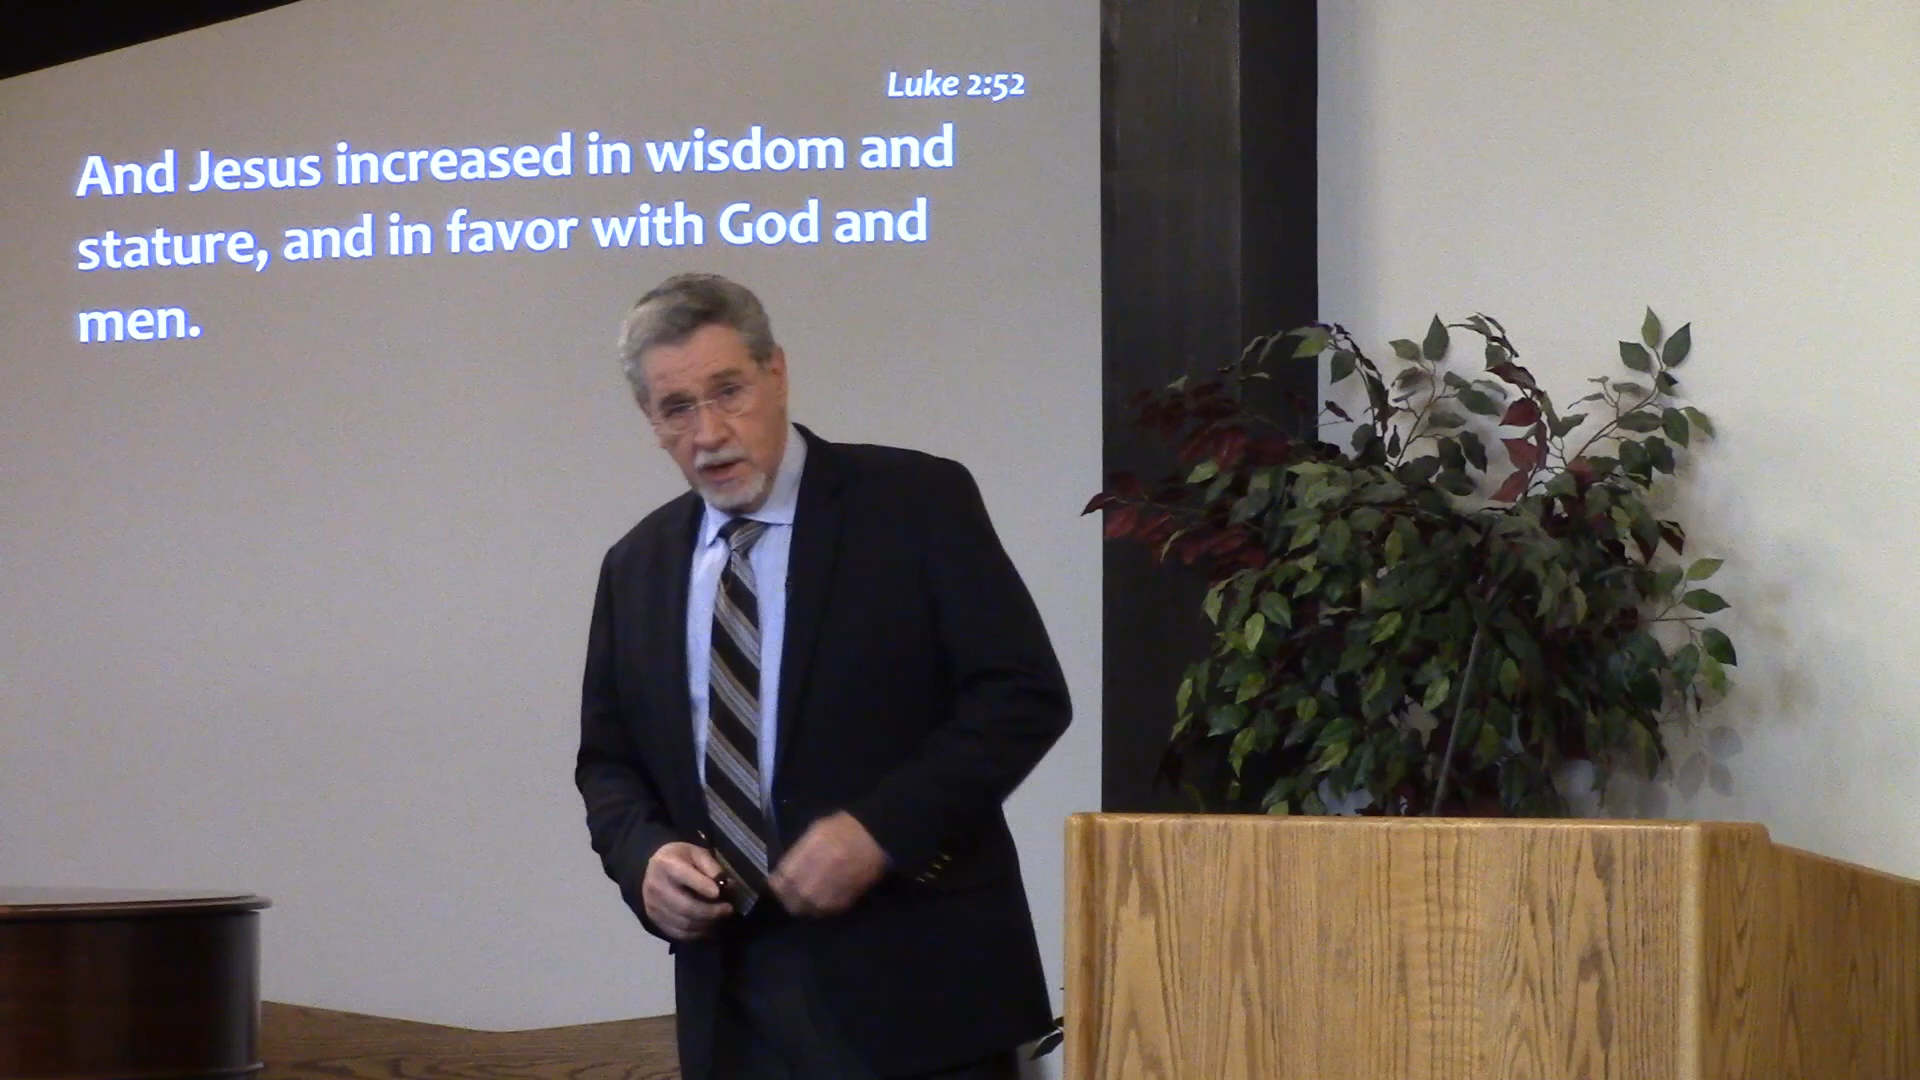 Luke 2:52
And Jesus increased in wisdom and
stature, and in favor with God and
men.